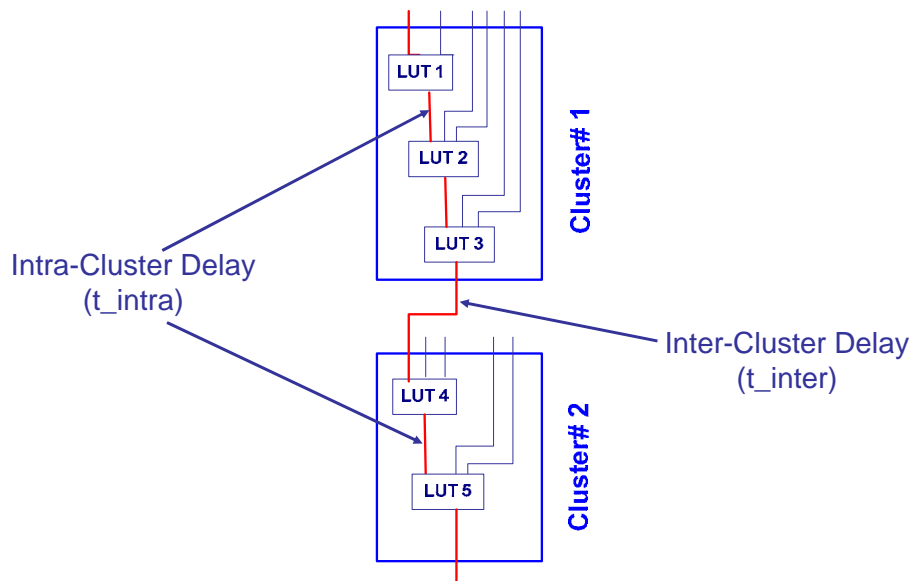 LUT 1
LUT 2
LUT 3
Cluster# 1
Intra-Cluster Delay
(t_intra)
Inter-Cluster Delay
(t_inter)
LUT 4
LUT 5
Cluster# 2